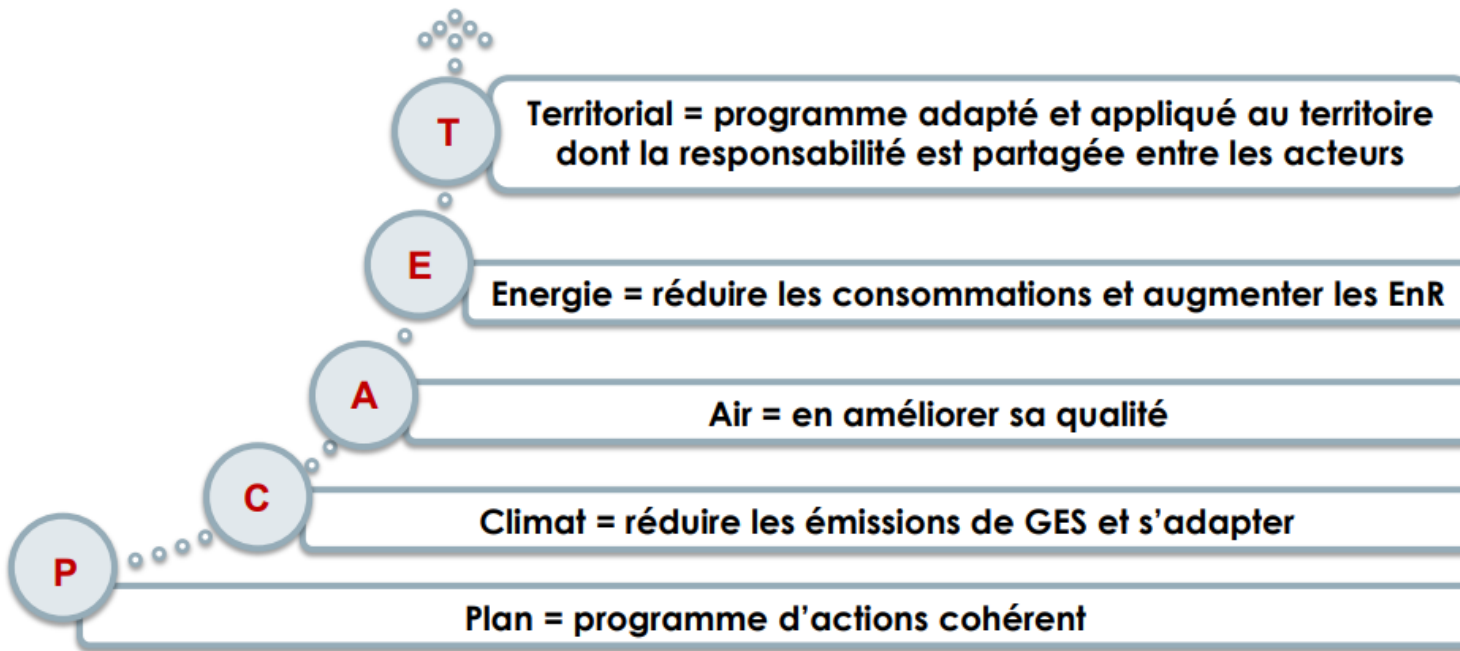 T
Territorial = programme adapté et appliqué au territoire
dont la responsabilité est partagée entre les acteurs
E
Energie = réduire les consommations et augmenter les EnR
A
Air = en améliorer sa qualité
C
Climat = réduire les émissions de GES et s’adapter
P
Plan = programme d’actions cohérent